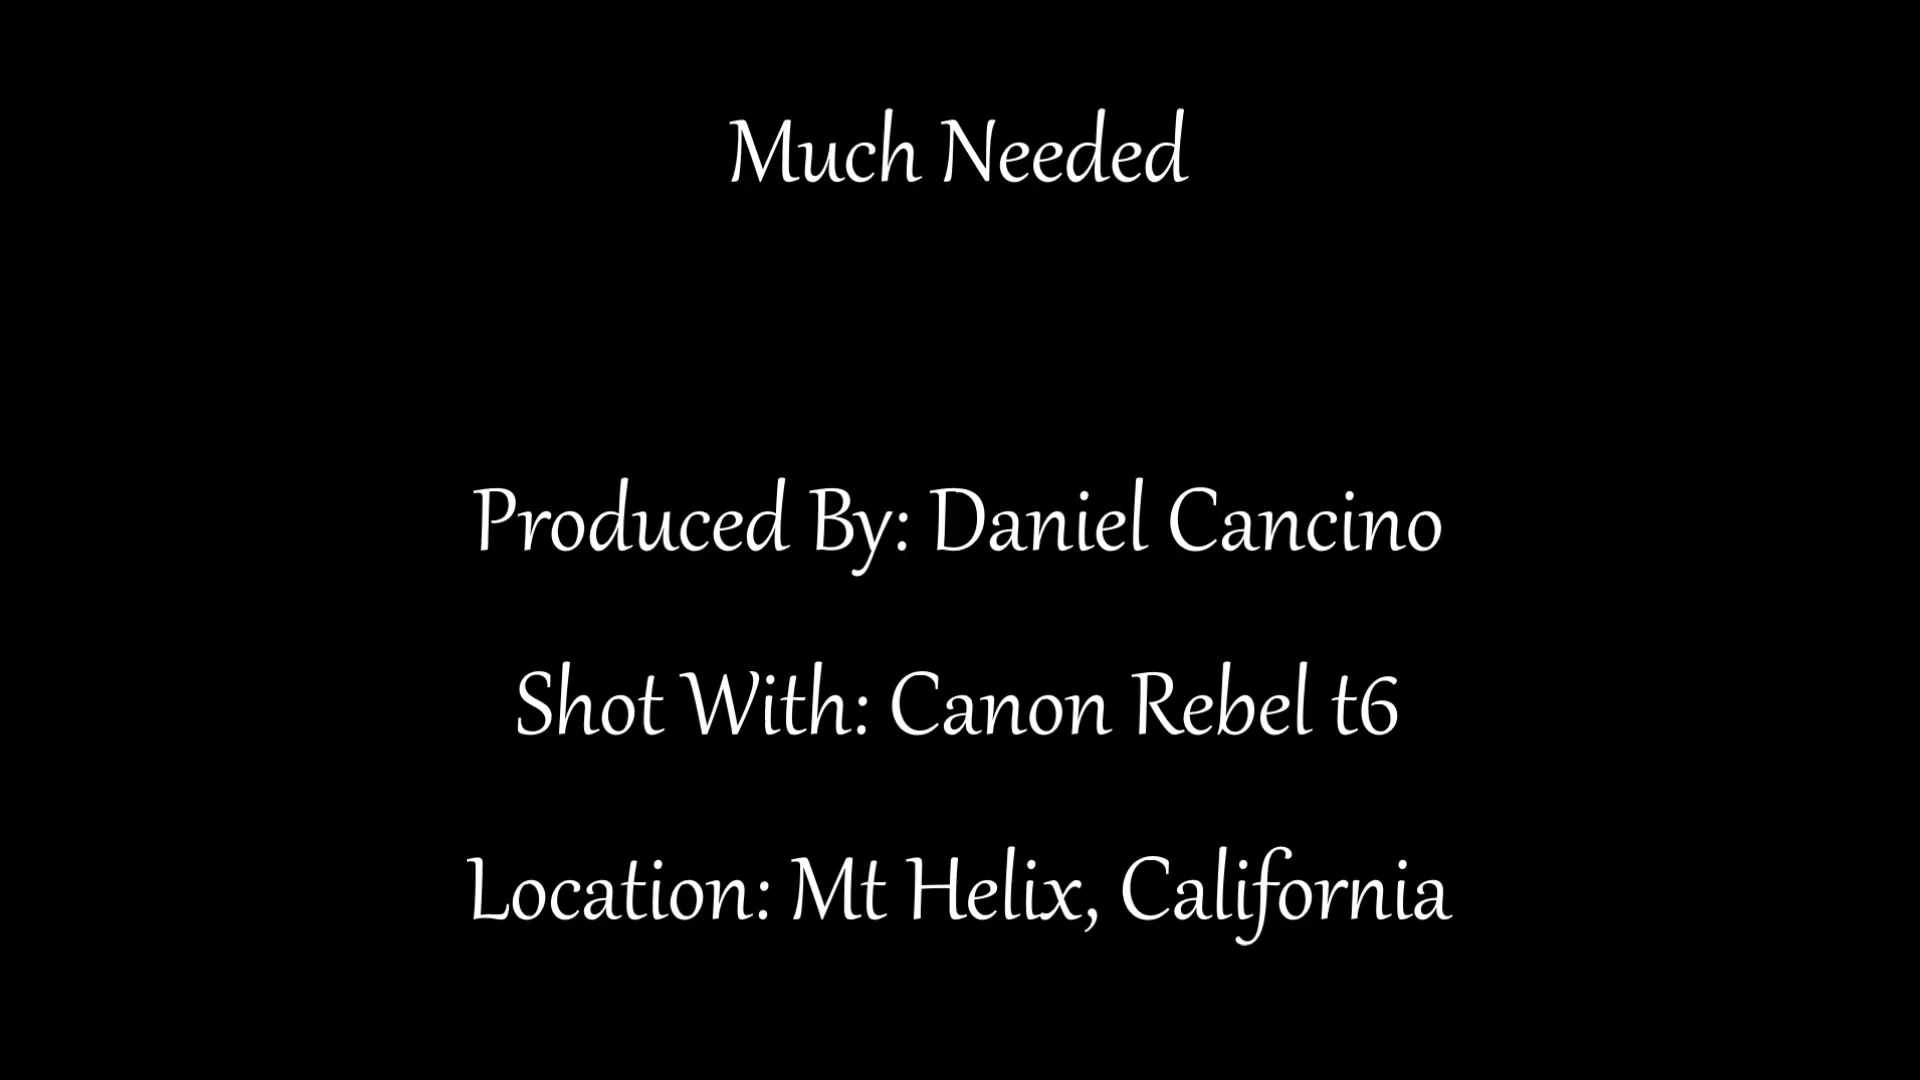 Much Needed
Produced By: Daniel Cancino
Shot With: Canon Rebel t6
Location: Mt Helix, California